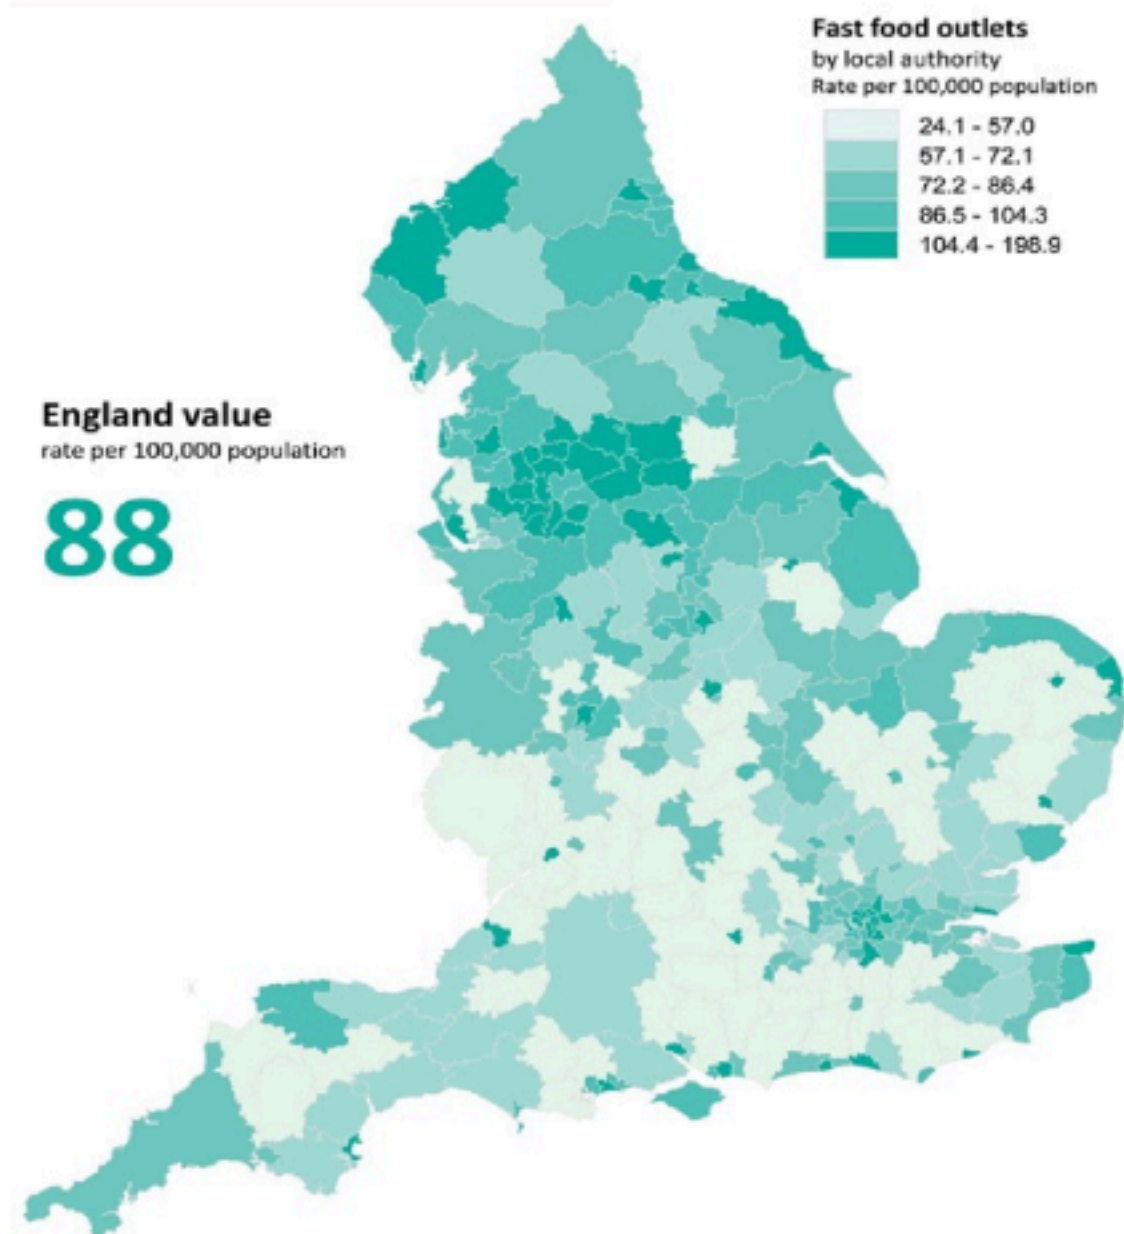 Fast food outlets
by local authority
Rate per 100,000 population
24.1 - 57.0
57.1 - 72.1
72.2 - 86.4
86.5 - 104.3
104.4 - 198.9
England value
rate per 100,000 population
88